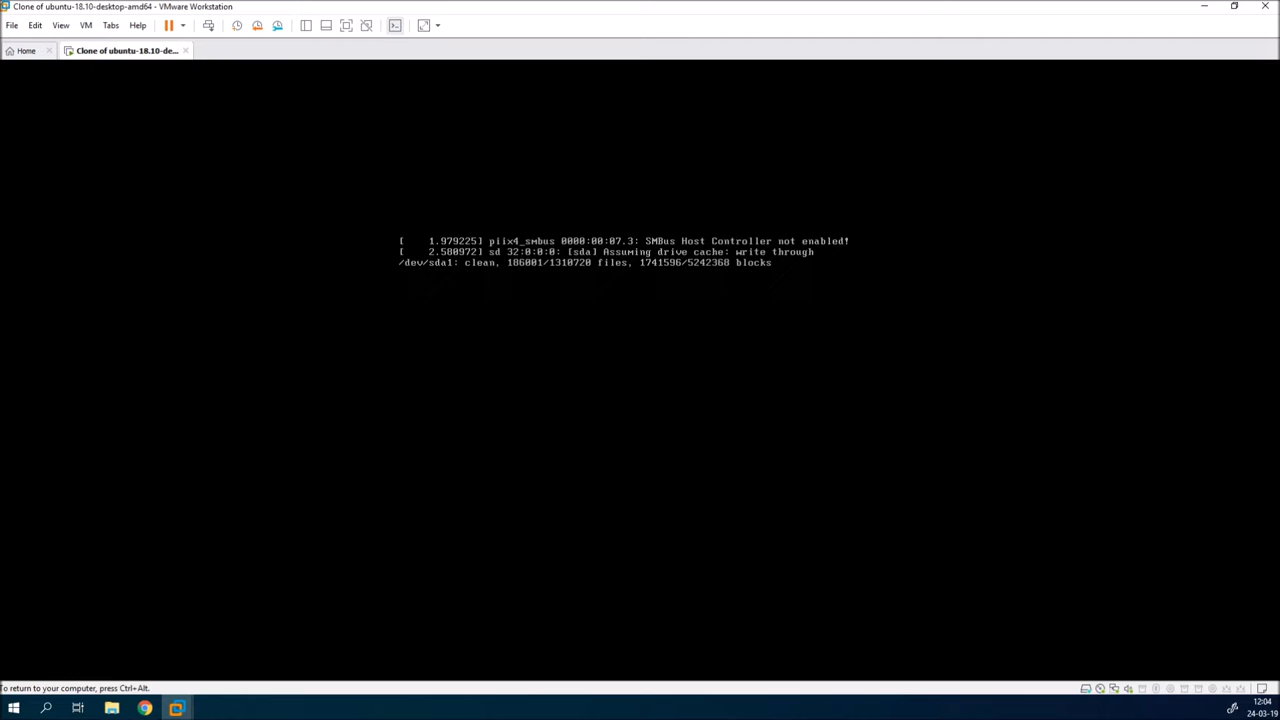 Clone of ubuntu-18.10-desktop-amd64 - VMware Workstation
File Edit View VM Tabs Help
Home Clone of ubuntu-18.10-de...
[ 1.979225] piix4_smbus 0000:00:07.3: SMBus Host Controller not enabled!
[ 2.580972] sd 32:0:0:0: [sda] Assuming drive cache: write through
/dev/sda1: clean, 186001/1310720 files, 1741596/5242368 blocks
To return to your computer, press Ctrl+Alt.
12:04
24-03-19